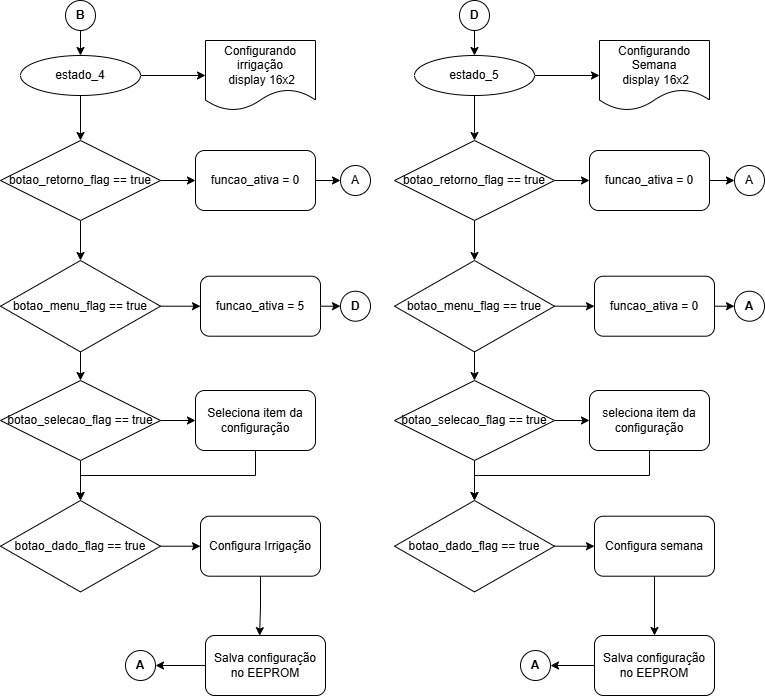 B
estado_4
Configurando
irrigação
display 16x2
botao_retorno_flag == true
funcao_ativa = 0
A
botao_menu_flag == true
funcao_ativa = 5
D
botao_selecao_flag == true
Seleciona item da
configuração
botao_dado_flag == true
Configura Irrigação
Salva configuração
no EEPROM
A
D
estado_5
Configurando
Semana
display 16x2
botao_retorno_flag == true
funcao_ativa = 0
A
botao_menu_flag == true
funcao_ativa = 0
A
botao_selecao_flag == true
seleciona item da
configuração
botao_dado_flag == true
Configura semana
Salva configuração
no EEPROM
A